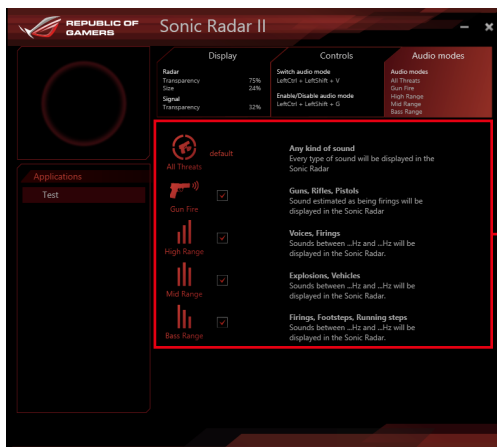 REPUBLIC OF
GAMERS
Sonic Radar II
Display
Controls
Audio modes
Radar
Transparency 75%
Size 24%
Signal
Transparency 32%
Switch audio mode
LeftCtrl + LeftShift + V
Enable/Disable audio mode
LeftCtrl + LeftShift + G
Audio modes
All Threats
Gun Fire
High Range
Mid Range
Bass Range
Applications
Test
All Threats
default
Any kind of sound
Every type of sound will be displayed in the
Sonic Radar
Gun Fire
Guns, Rifles, Pistols
Sound estimated as being firings will be
displayed in the Sonic Radar
High Range
Voices, Firings
Sounds between ...Hz and ...Hz will be
displayed in the Sonic Radar.
Mid Range
Explosions, Vehicles
Sounds between ...Hz and ...Hz will be
displayed in the Sonic Radar.
Bass Range
Firings, Footsteps, Running steps
Sounds between ...Hz and ...Hz will be
displayed in the Sonic Radar.